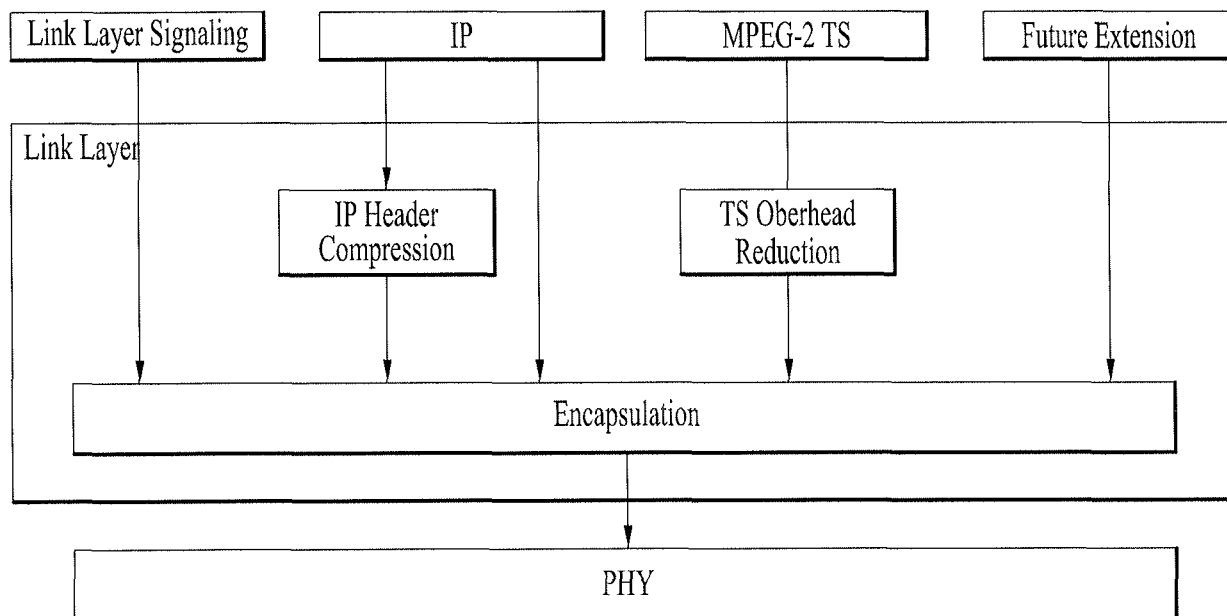 Link Layer Signaling
IP
MPEG-2 TS
Future Extension
Link Layer
IP Header
Compression
TS Oberhead
Reduction
Encapsulation
PHY